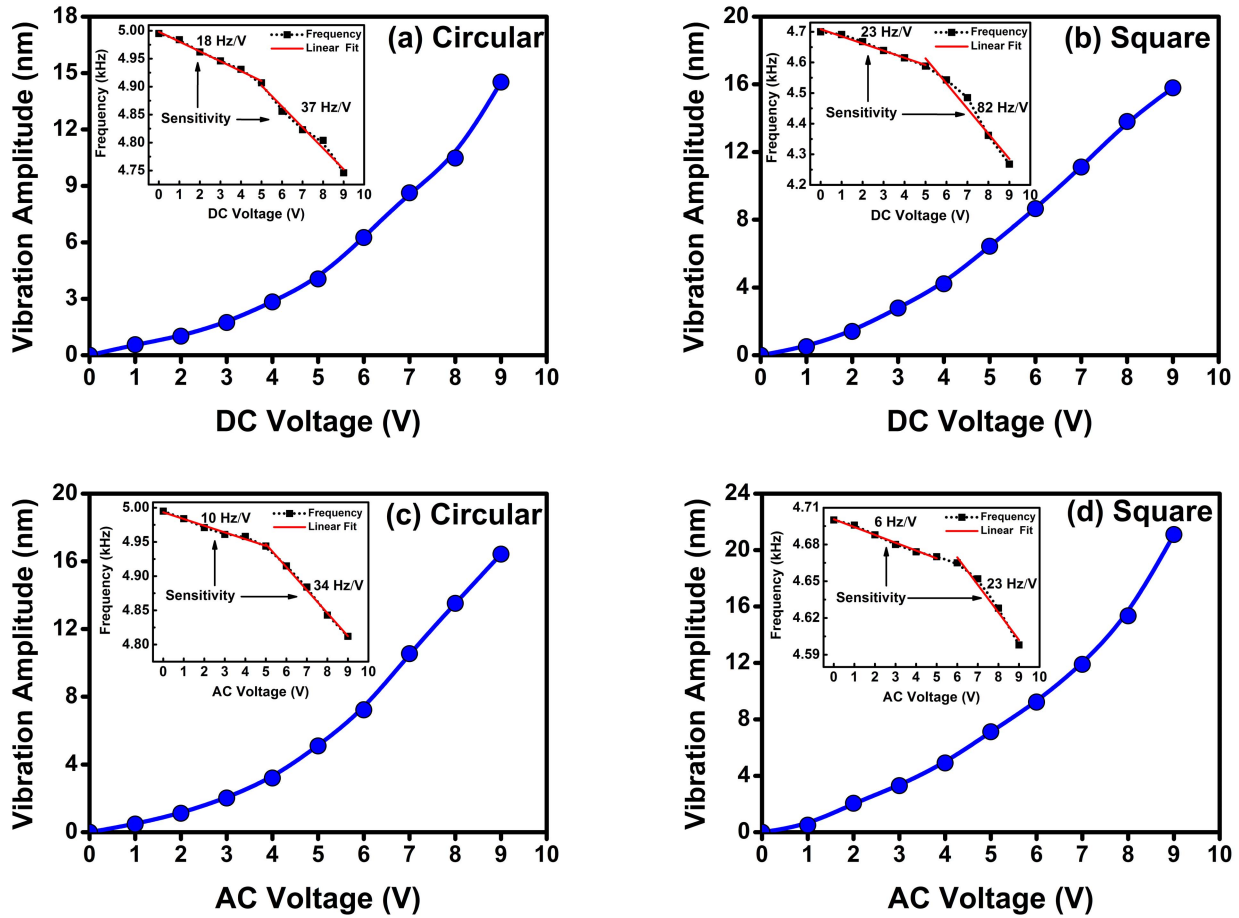 (a) Circular
Vibration Amplitude (nm)
18
15
12
9
6
3
0
0 1 2 3 4 5 6 7 8 9 10
DC Voltage (V)
Frequency (kHz)
5.00
4.95
4.90
4.85
4.80
4.75
0 1 2 3 4 5 6 7 8 9 10
DC Voltage (V)
18 Hz/V
37 Hz/V
Sensitivity
Frequency
Linear Fit
(b) Square
Vibration Amplitude (nm)
20
16
12
8
4
0
0 1 2 3 4 5 6 7 8 9 10
DC Voltage (V)
Frequency (kHz)
4.7
4.6
4.5
4.4
4.3
4.2
0 1 2 3 4 5 6 7 8 9 10
DC Voltage (V)
23 Hz/V
82 Hz/V
Sensitivity
Frequency
Linear Fit
(c) Circular
Vibration Amplitude (nm)
20
16
12
8
4
0
0 1 2 3 4 5 6 7 8 9 10
AC Voltage (V)
Frequency (kHz)
5.00
4.95
4.90
4.85
4.80
0 1 2 3 4 5 6 7 8 9 10
AC Voltage (V)
10 Hz/V
34 Hz/V
Sensitivity
Frequency
Linear Fit
(d) Square
Vibration Amplitude (nm)
24
20
16
12
8
4
0
0 1 2 3 4 5 6 7 8 9 10
AC Voltage (V)
Frequency (kHz)
4.71
4.68
4.65
4.62
4.59
0 1 2 3 4 5 6 7 8 9 10
AC Voltage (V)
6 Hz/V
23 Hz/V
Sensitivity
Frequency
Linear Fit